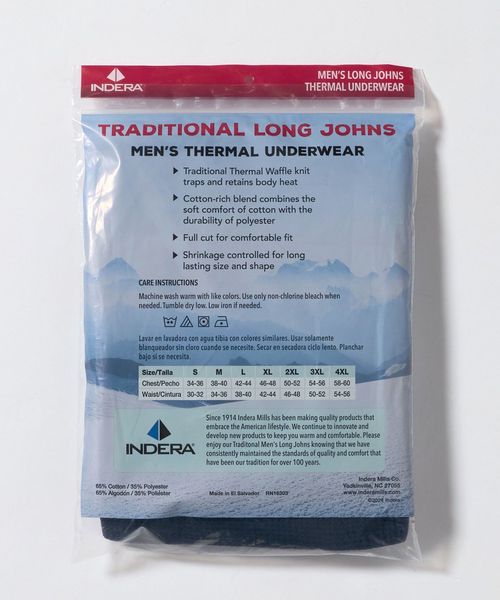 INDERA
MEN'S LONG JOHNS
THERMAL UNDERWEAR
TRADITIONAL LONG JOHNS
MEN'S THERMAL UNDERWEAR
Traditional Thermal Waffle knit
traps and retains body heat
Cotton-rich blend combines the
soft comfort of cotton with the
durability of polyester
Full cut for comfortable fit
Shrinkage controlled for long
lasting size and shape
CARE INSTRUCTIONS
Machine wash warm with like colors. Use only non-chlorine bleach when
needed. Tumble dry low. Low iron if needed.
Lavar en lavadora con agua tibia con colores similares. Usar solamente
blanqueador sin cloro cuando se necesite. Secar en secadora ciclo lento. Planchar
bajo si se necesita.
Size/Talla S M L XL 2XL 3XL 4XL
Chest/Pecho 34-36 38-40 42-44 46-48 50-52 54-56 58-60
Waist/Cintura 30-32 34-36 38-40 42-44 46-48 50-52 54-56
INDERA
Since 1914 Indera Mills has been making quality products that
embrace the American lifestyle. We continue to innovate and
develop new products to keep you warm and comfortable. Please
enjoy our Traditional Men's Long Johns knowing that we have
consistently maintained the standards of quality and comfort that
have been our tradition for over 100 years.
65% Cotton / 35% Polyester
65% Algodón / 35% Poliéster
Made in El Salvador RN16303
Indera Mills Co.
Yadkinville, NC 27055
www.inderamills.com
Indera